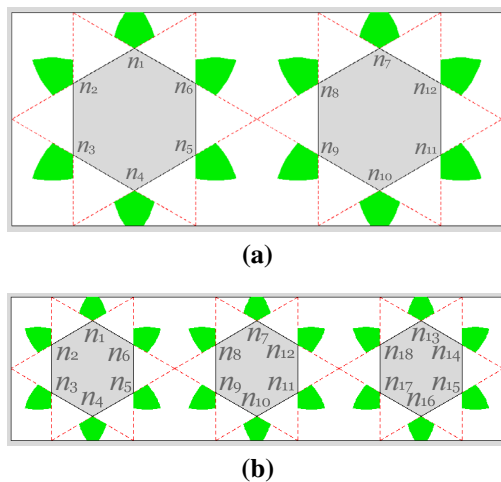 n₁ n₇
n₂ n₆ n₈ n₁₂
n₃ n₅ n₉ n₁₁
n₄ n₁₀
(a)
n₁ n₇ n₁₃
n₂ n₆ n₈ n₁₂ n₁₈ n₁₄
n₃ n₅ n₉ n₁₁ n₁₇ n₁₅
n₄ n₁₀ n₁₆
(b)